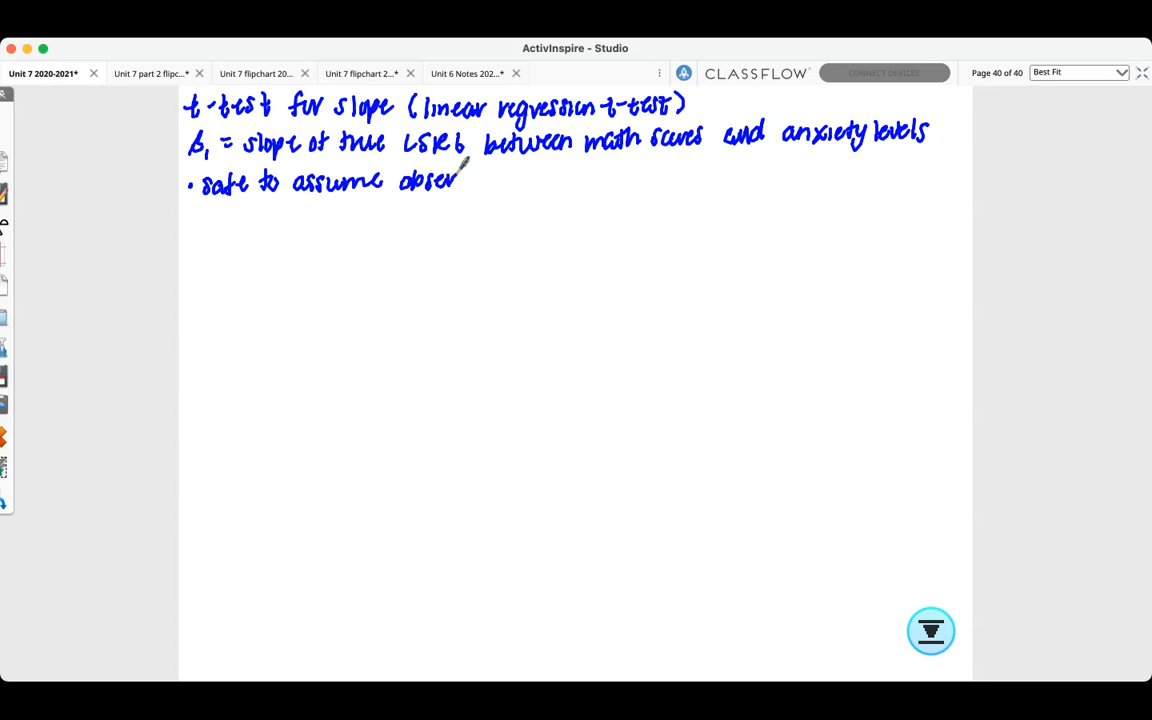 ActivInspire - Studio
Unit 7 2020-2021* Unit 7 part 2 flipc...* Unit 7 flipchart 20... Unit 7 flipchart 2...* Unit 6 Notes 202...* CLASSFLOW CONNECT DEVICES Page 40 of 40 Best Fit
t-test for slope (linear regression t-test)
β₁ = slope of true LSRL between math scores and anxiety levels
• safe to assume obser